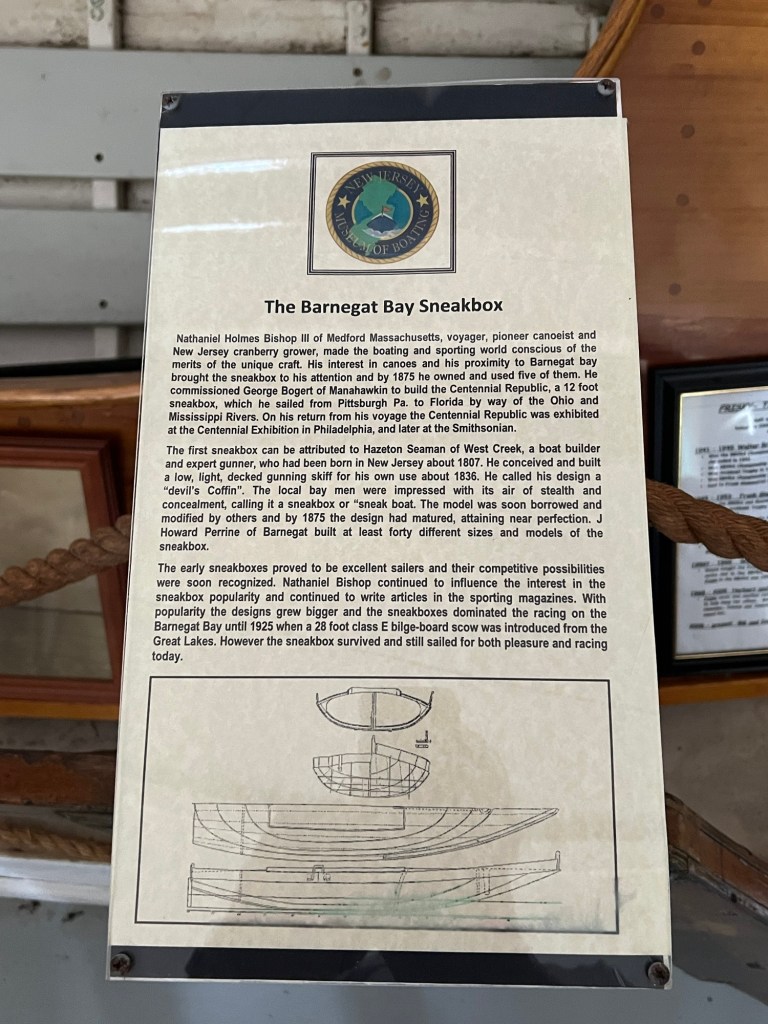 NEW JERSEY
MUSEUM OF BOATING
The Barnegat Bay Sneakbox
Nathaniel Holmes Bishop III of Medford Massachusetts, voyager, pioneer canoeist and
New Jersey cranberry grower, made the boating and sporting world conscious of the
merits of the unique craft. His interest in canoes and his proximity to Barnegat bay
brought the sneakbox to his attention and by 1875 he owned and used five of them. He
commissioned George Bogert of Manahawkin to build the Centennial Republic, a 12 foot
sneakbox, which he sailed from Pittsburgh Pa. to Florida by way of the Ohio and
Mississippi Rivers. On his return from his voyage the Centennial Republic was exhibited
at the Centennial Exhibition in Philadelphia, and later at the Smithsonian.
The first sneakbox can be attributed to Hazeton Seaman of West Creek, a boat builder
and expert gunner, who had been born in New Jersey about 1807. He conceived and built
a low, light, decked gunning skiff for his own use about 1836. He called his design a
“devil's Coffin”. The local bay men were impressed with its air of stealth and
concealment, calling it a sneakbox or “sneak boat. The model was soon borrowed and
modified by others and by 1875 the design had matured, attaining near perfection. J
Howard Perrine of Barnegat built at least forty different sizes and models of the
sneakbox.
The early sneakboxes proved to be excellent sailers and their competitive possibilities
were soon recognized. Nathaniel Bishop continued to influence the interest in the
sneakbox popularity and continued to write articles in the sporting magazines. With
popularity the designs grew bigger and the sneakboxes dominated the racing on the
Barnegat Bay until 1925 when a 28 foot class E bilge-board scow was introduced from the
Great Lakes. However the sneakbox survived and still sailed for both pleasure and racing
today.